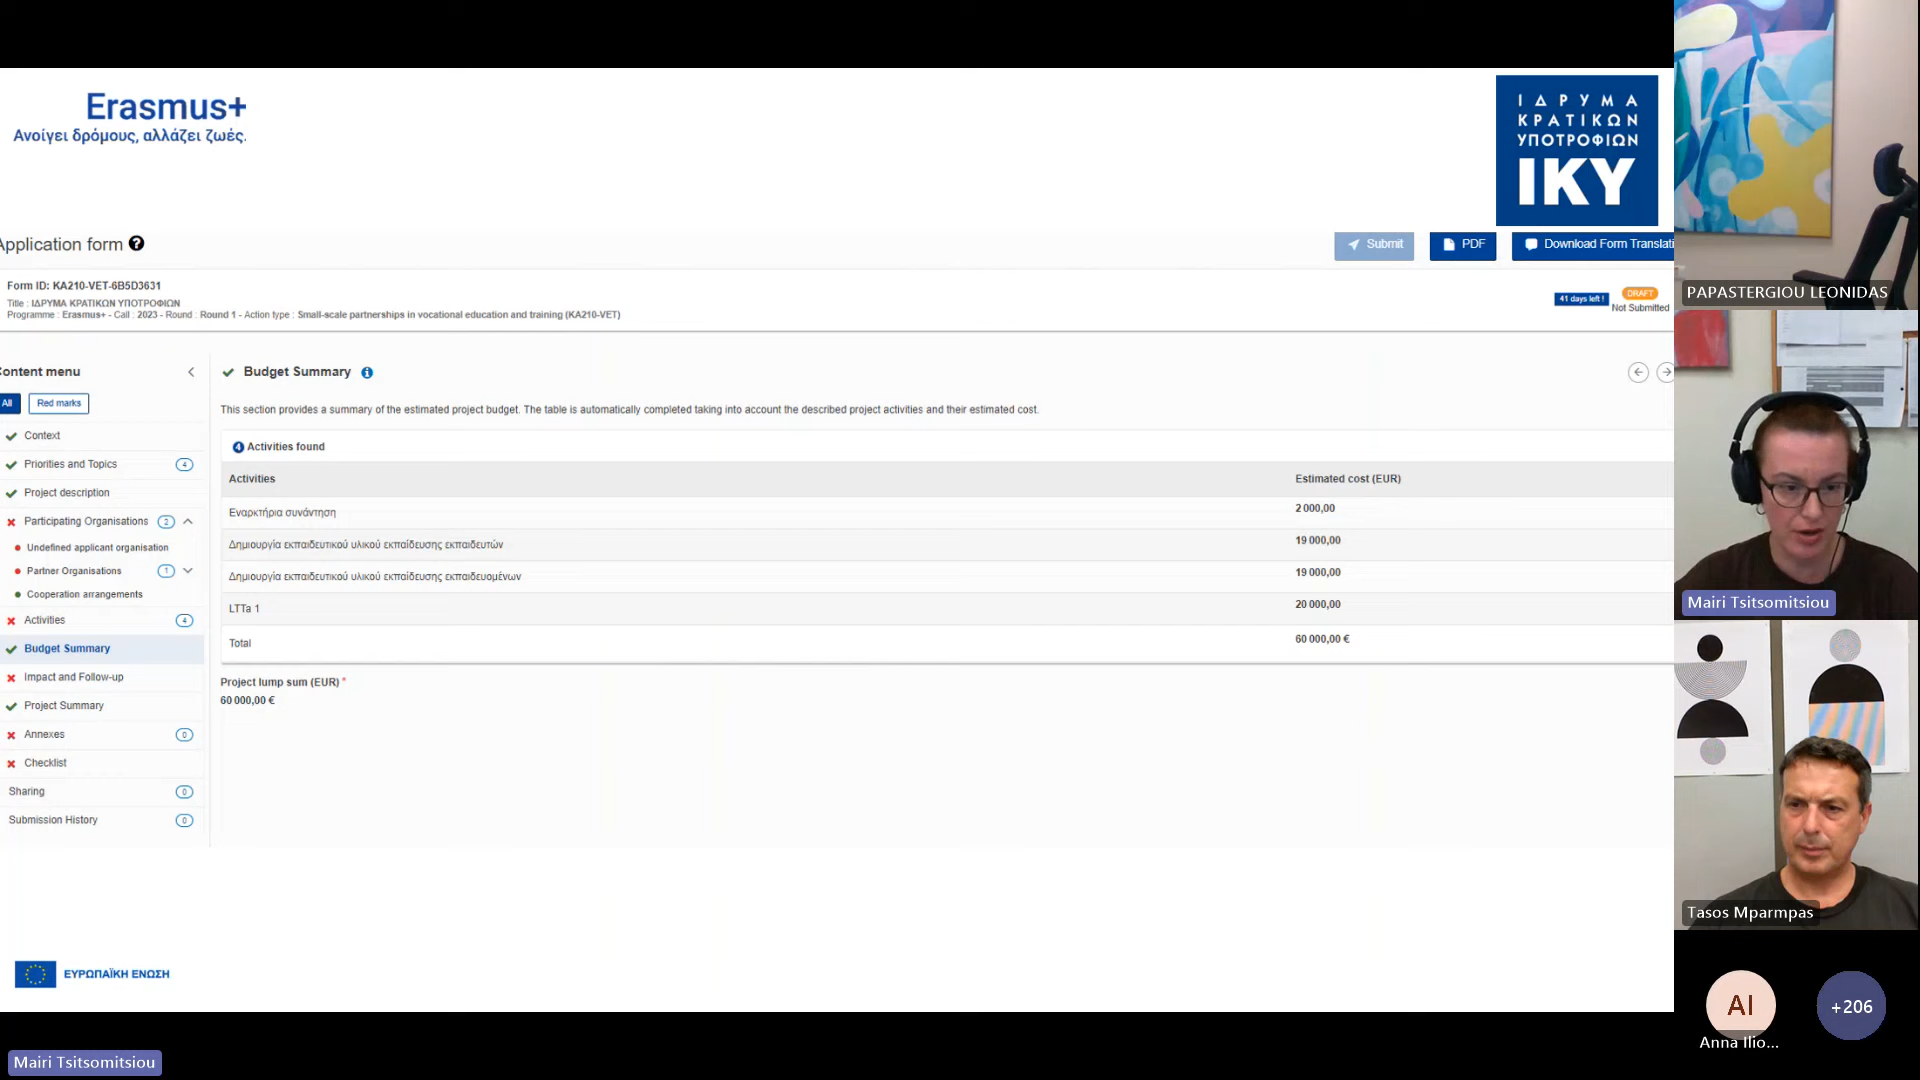 Erasmus+
Ανοίγει δρόμους, αλλάζει ζωές.
ΙΔΡΥΜΑ
ΚΡΑΤΙΚΩΝ
ΥΠΟΤΡΟΦΙΩΝ
ΙΚΥ
Application form ?
Submit
PDF
Download Form Translati
Form ID: KA210-VET-6B5D3631
Title : ΙΔΡΥΜΑ ΚΡΑΤΙΚΩΝ ΥΠΟΤΡΟΦΙΩΝ
Programme : Erasmus+ - Call : 2023 - Round : Round 1 - Action type : Small-scale partnerships in vocational education and training (KA210-VET)
41 days left !
DRAFT
Not Submitted
ontent menu
All
Red marks
Context
Priorities and Topics 4
Project description
Participating Organisations 2
Undefined applicant organisation
Partner Organisations 1
Cooperation arrangements
Activities 4
Budget Summary
Impact and Follow-up
Project Summary
Annexes 0
Checklist
Sharing 0
Submission History 0
Budget Summary
This section provides a summary of the estimated project budget. The table is automatically completed taking into account the described project activities and their estimated cost.
4 Activities found
Activities Estimated cost (EUR)
Εναρκτήρια συνάντηση 2 000,00
Δημιουργία εκπαιδευτικού υλικού εκπαίδευσης εκπαιδευτών 19 000,00
Δημιουργία εκπαιδευτικού υλικού εκπαίδευσης εκπαιδευομένων 19 000,00
LTTa 1 20 000,00
Total 60 000,00 €
Project lump sum (EUR) *
60 000,00 €
ΕΥΡΩΠΑΪΚΗ ΕΝΩΣΗ
Mairi Tsitsomitsiou
PAPASTERGIOU LEONIDAS
Mairi Tsitsomitsiou
Tasos Mparmpas
AI
Anna Ilio...
+206